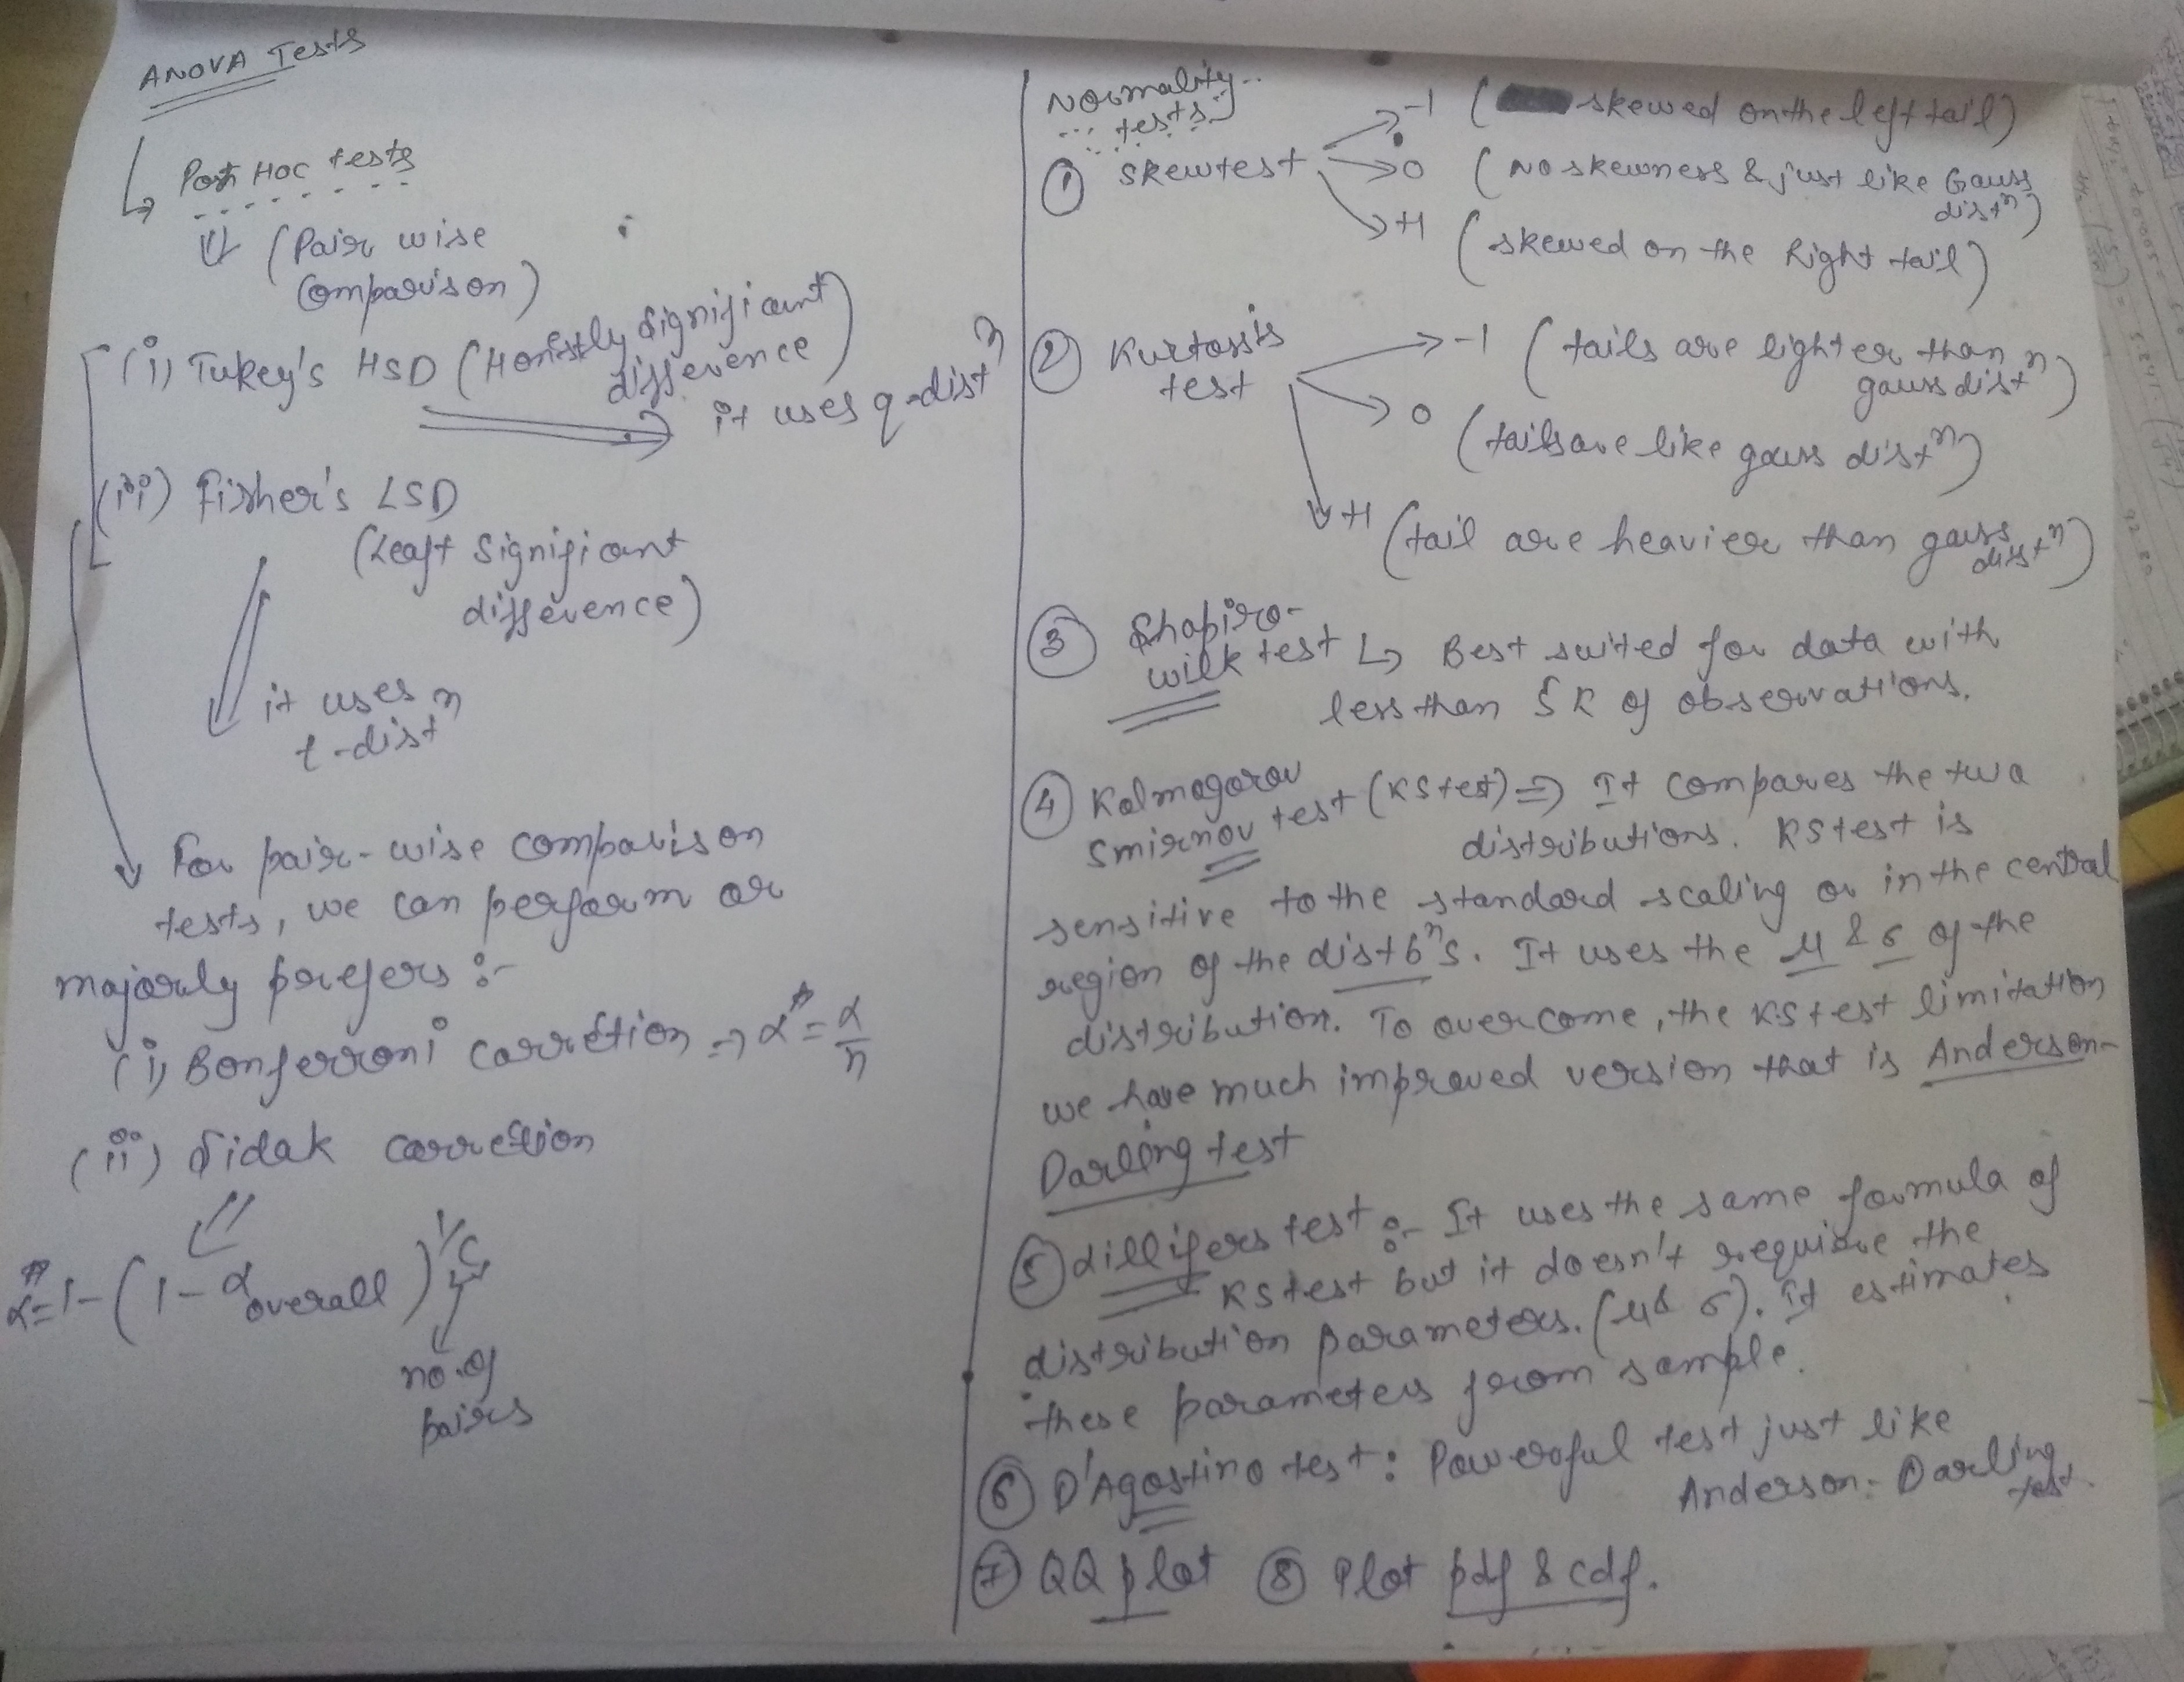 ANOVA Tests
Post Hoc tests
(Pair wise
Comparison)
(i) Tukey's HSD (Honestly Significant
difference)
it uses q-distⁿ
(ii) Fisher's LSD
(Least Significant
difference)
it uses
t-distⁿ
For pair-wise comparison
tests, we can perform or
majorly prefers :-
(i) Bonferroni correction => α* = α/n
(ii) Sidak correction
α* = 1-(1-α overall)^1/C
no. of
pairs
Normality
tests
① Skewtest → -1 (skewed on the left tail)
→ 0 (No skewness & just like Gauss
distⁿ)
→ +1 (skewed on the Right tail)
② Kurtosis
test
→ -1 (tails are lighter than
gauss distⁿ)
→ 0 (tails are like gauss distⁿ)
→ +1 (tail are heavier than gauss
distⁿ)
③ Shapiro-
wilk test ↳ Best suited for data with
less than 5K of observations.
④ Kolmogorov
Smirnov test (KS test) => It compares the two
distributions. KS test is
sensitive to the standard scaling or in the central
region of the distbⁿs. It uses the μ & σ of the
distribution. To overcome, the KS test limitation
we have much improved version that is Anderson-
Darling test
⑤ Lillifers test :- It uses the same formula of
KS test but it doesn't require the
distribution parameters. (μ & σ). It estimates
these parameters from sample.
⑥ D'Agostino test : Powerful test just like
Anderson-Darling
test.
⑦ QQ plot ⑧ Plot pdf & cdf.